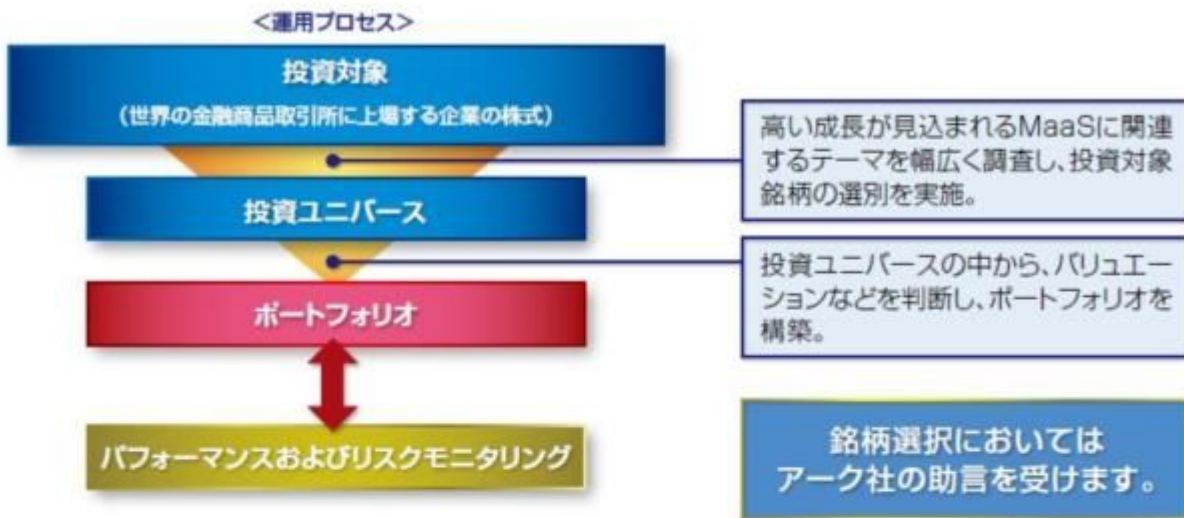 <運用プロセス>
投資対象
（世界の金融商品取引所に上場する企業の株式）
高い成長が見込まれるMaaSに関連
するテーマを幅広く調査し、投資対象
銘柄の選別を実施。
投資ユニバース
投資ユニバースの中から、バリュエー
ションなどを判断し、ポートフォリオを
構築。
ポートフォリオ
パフォーマンスおよびリスクモニタリング
銘柄選択においては
アーク社の助言を受けます。